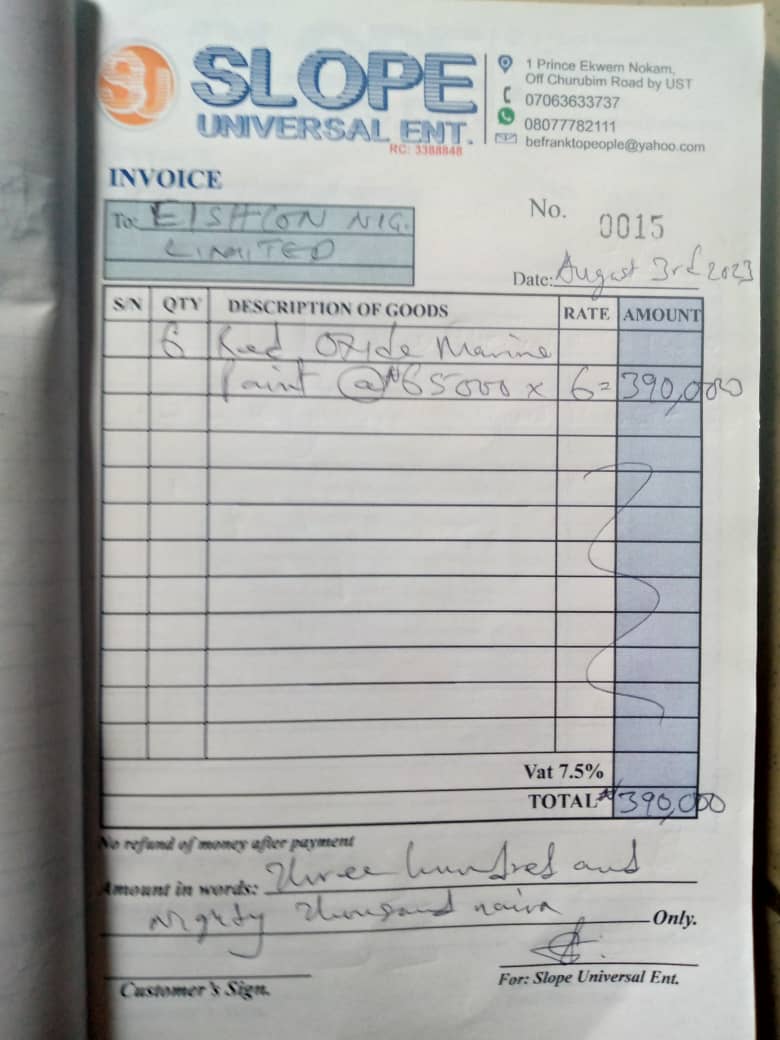 SU
SLOPE
UNIVERSAL ENT.
RC: 3388848
1 Prince Ekwem Nokam,
Off Churubim Road by UST
07063633737
08077782111
befranktopeople@yahoo.com
INVOICE
No. 0015
To: EISHCON NIG.
LIMITED
Date: August 3rd 2023
S/N QTY DESCRIPTION OF GOODS RATE AMOUNT
6 Red Oxide Marine
Paint @ ₦65000 x 6= 390,000
Vat 7.5%
TOTAL ₦390,000
No refund of money after payment
Amount in words: Three hundred and
Nighty thousand naira Only.
Customer's Sign.
For: Slope Universal Ent.